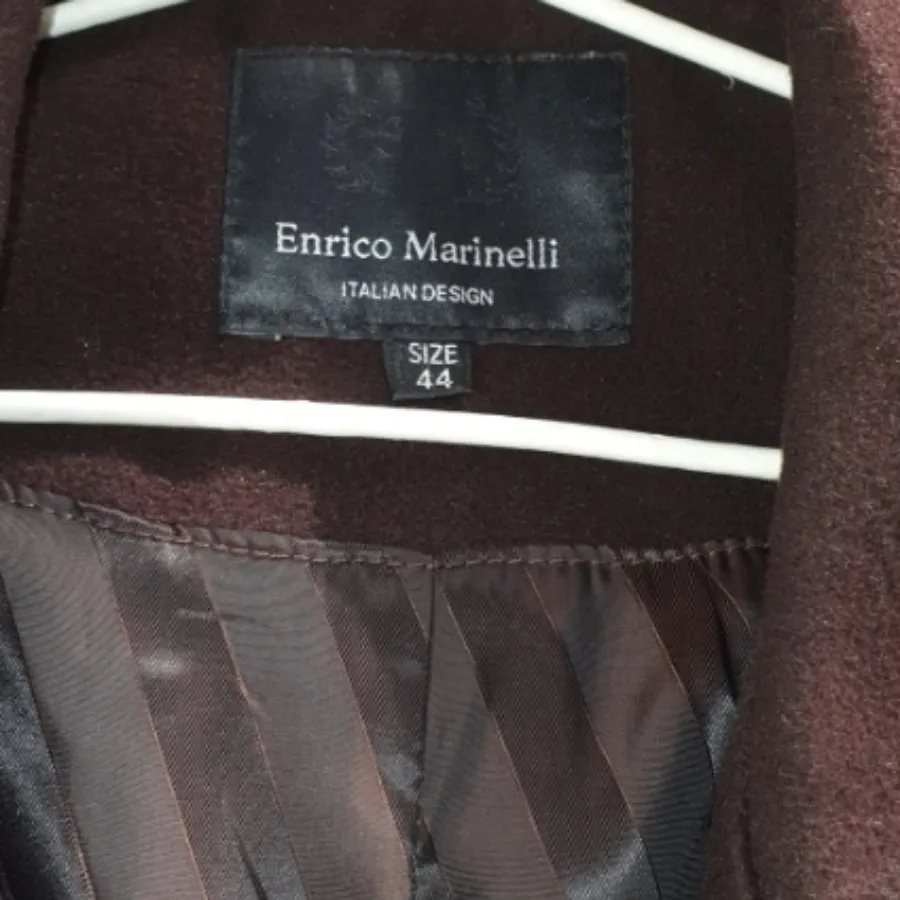 Enrico Marinelli
ITALIAN DESIGN
SIZE
44